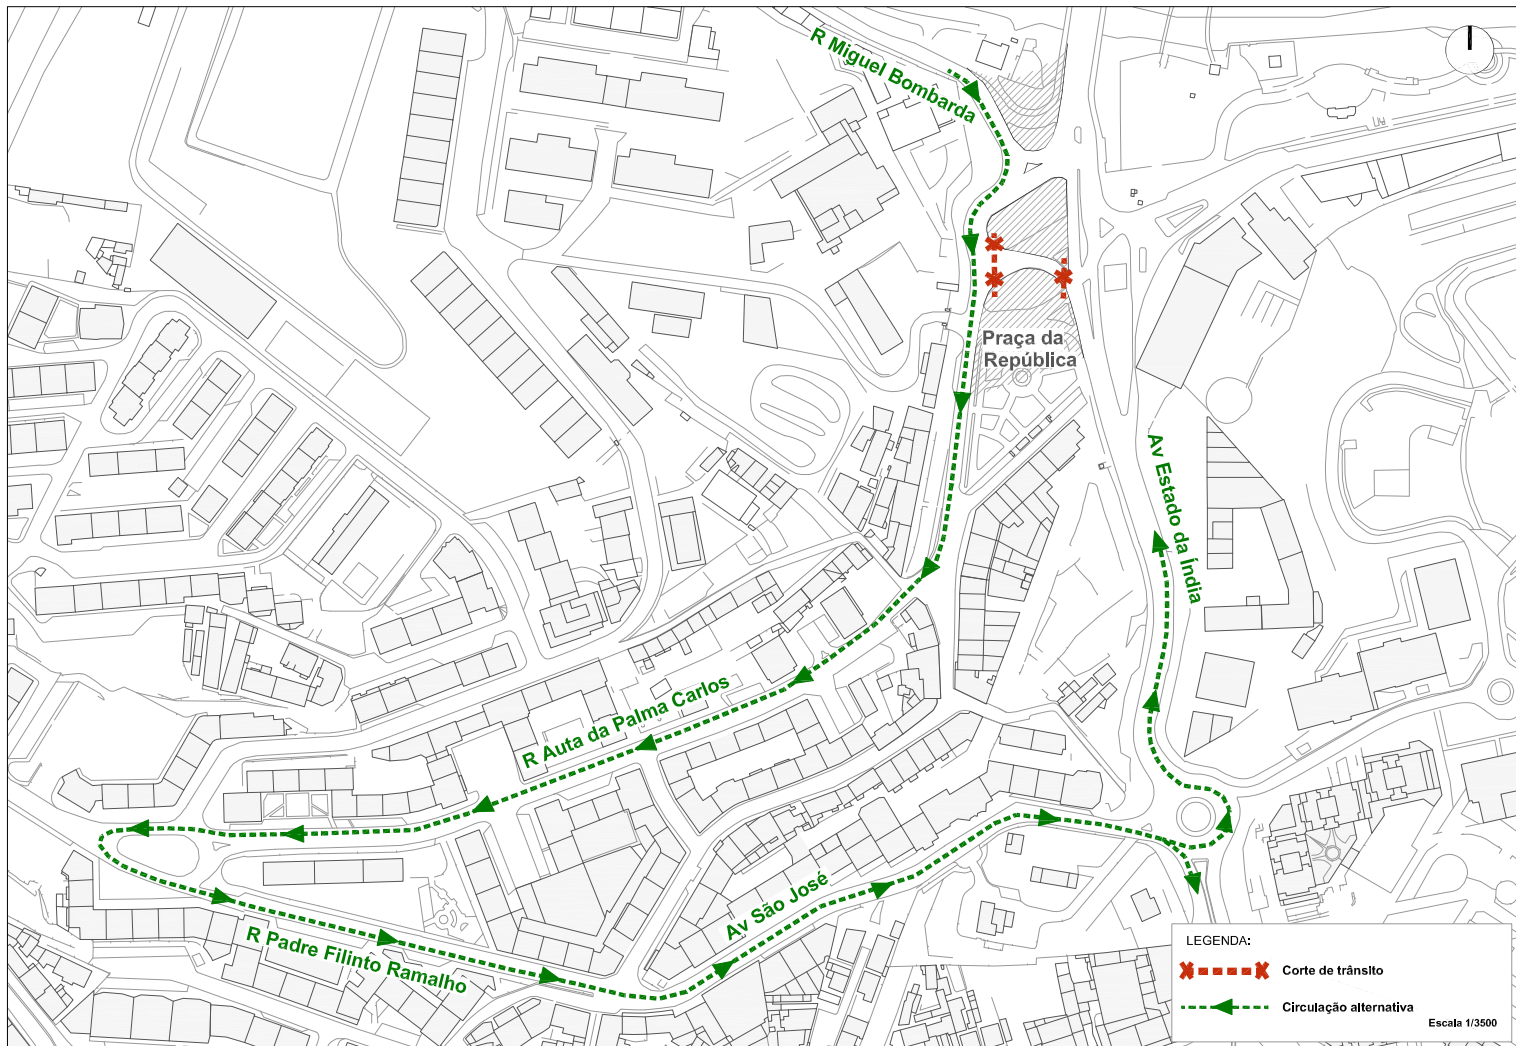 R Miguel Bombarda
Praça da
República
Av Estado da Índia
R Auta da Palma Carlos
Av São José
R Padre Filinto Ramalho
LEGENDA:
Corte de trânsito
Circulação alternativa
Escala 1/3500